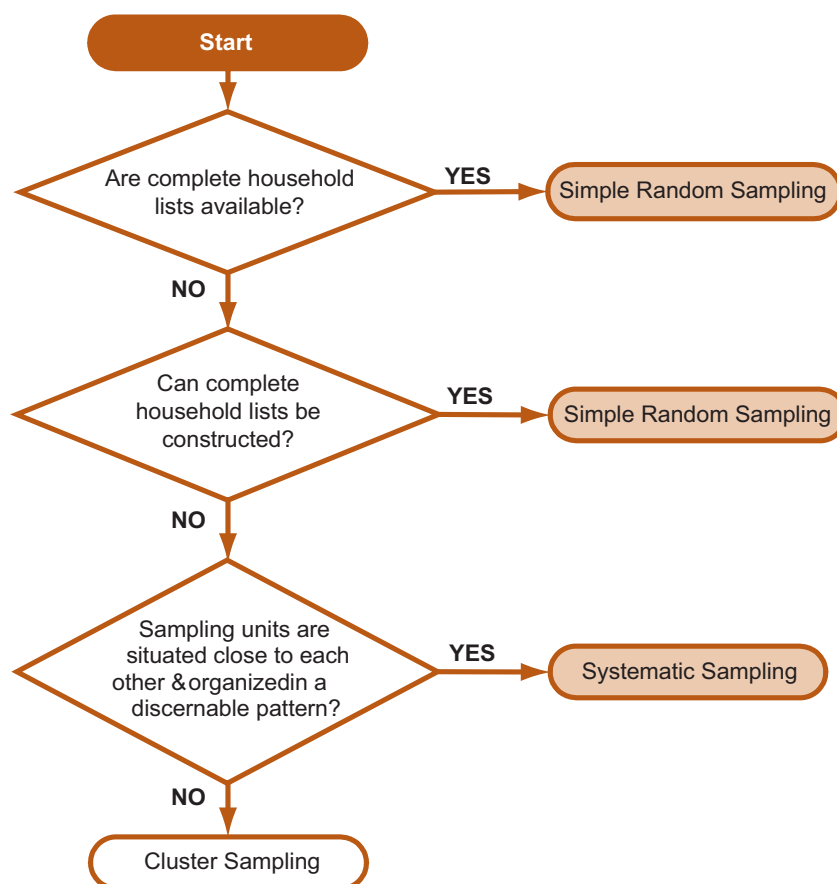 Start
Are complete household
lists available?
YES
Simple Random Sampling
NO
Can complete
household lists be
constructed?
YES
Simple Random Sampling
NO
Sampling units are
situated close to each
other &organizedin a
discernable pattern?
YES
Systematic Sampling
NO
Cluster Sampling